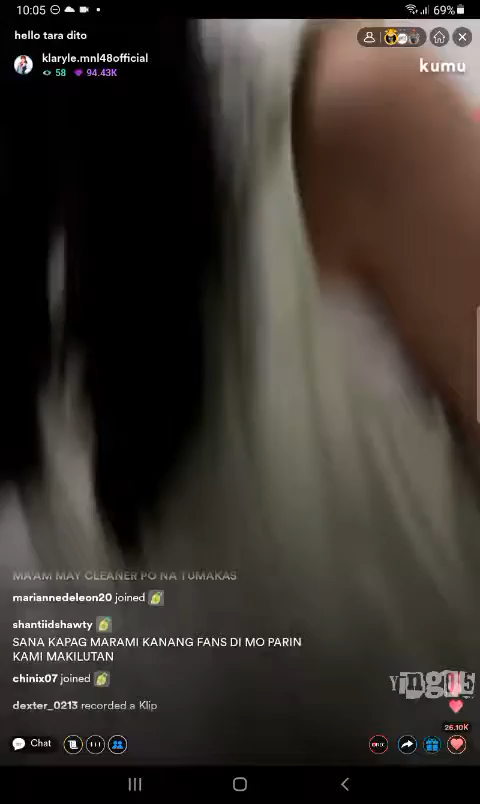 10:05
69%
hello tara dito
klaryle.mnl48official
58 94.43K
kumu
MA'AM MAY CLEANER PO NA TUMAKAS
mariannedeleon20 joined
shantiidshawty
SANA KAPAG MARAMI KANANG FANS DI MO PARIN
KAMI MAKILUTAN
chinix07 joined
dexter_0213 recorded a Klip
Ying05
26.10K
Chat